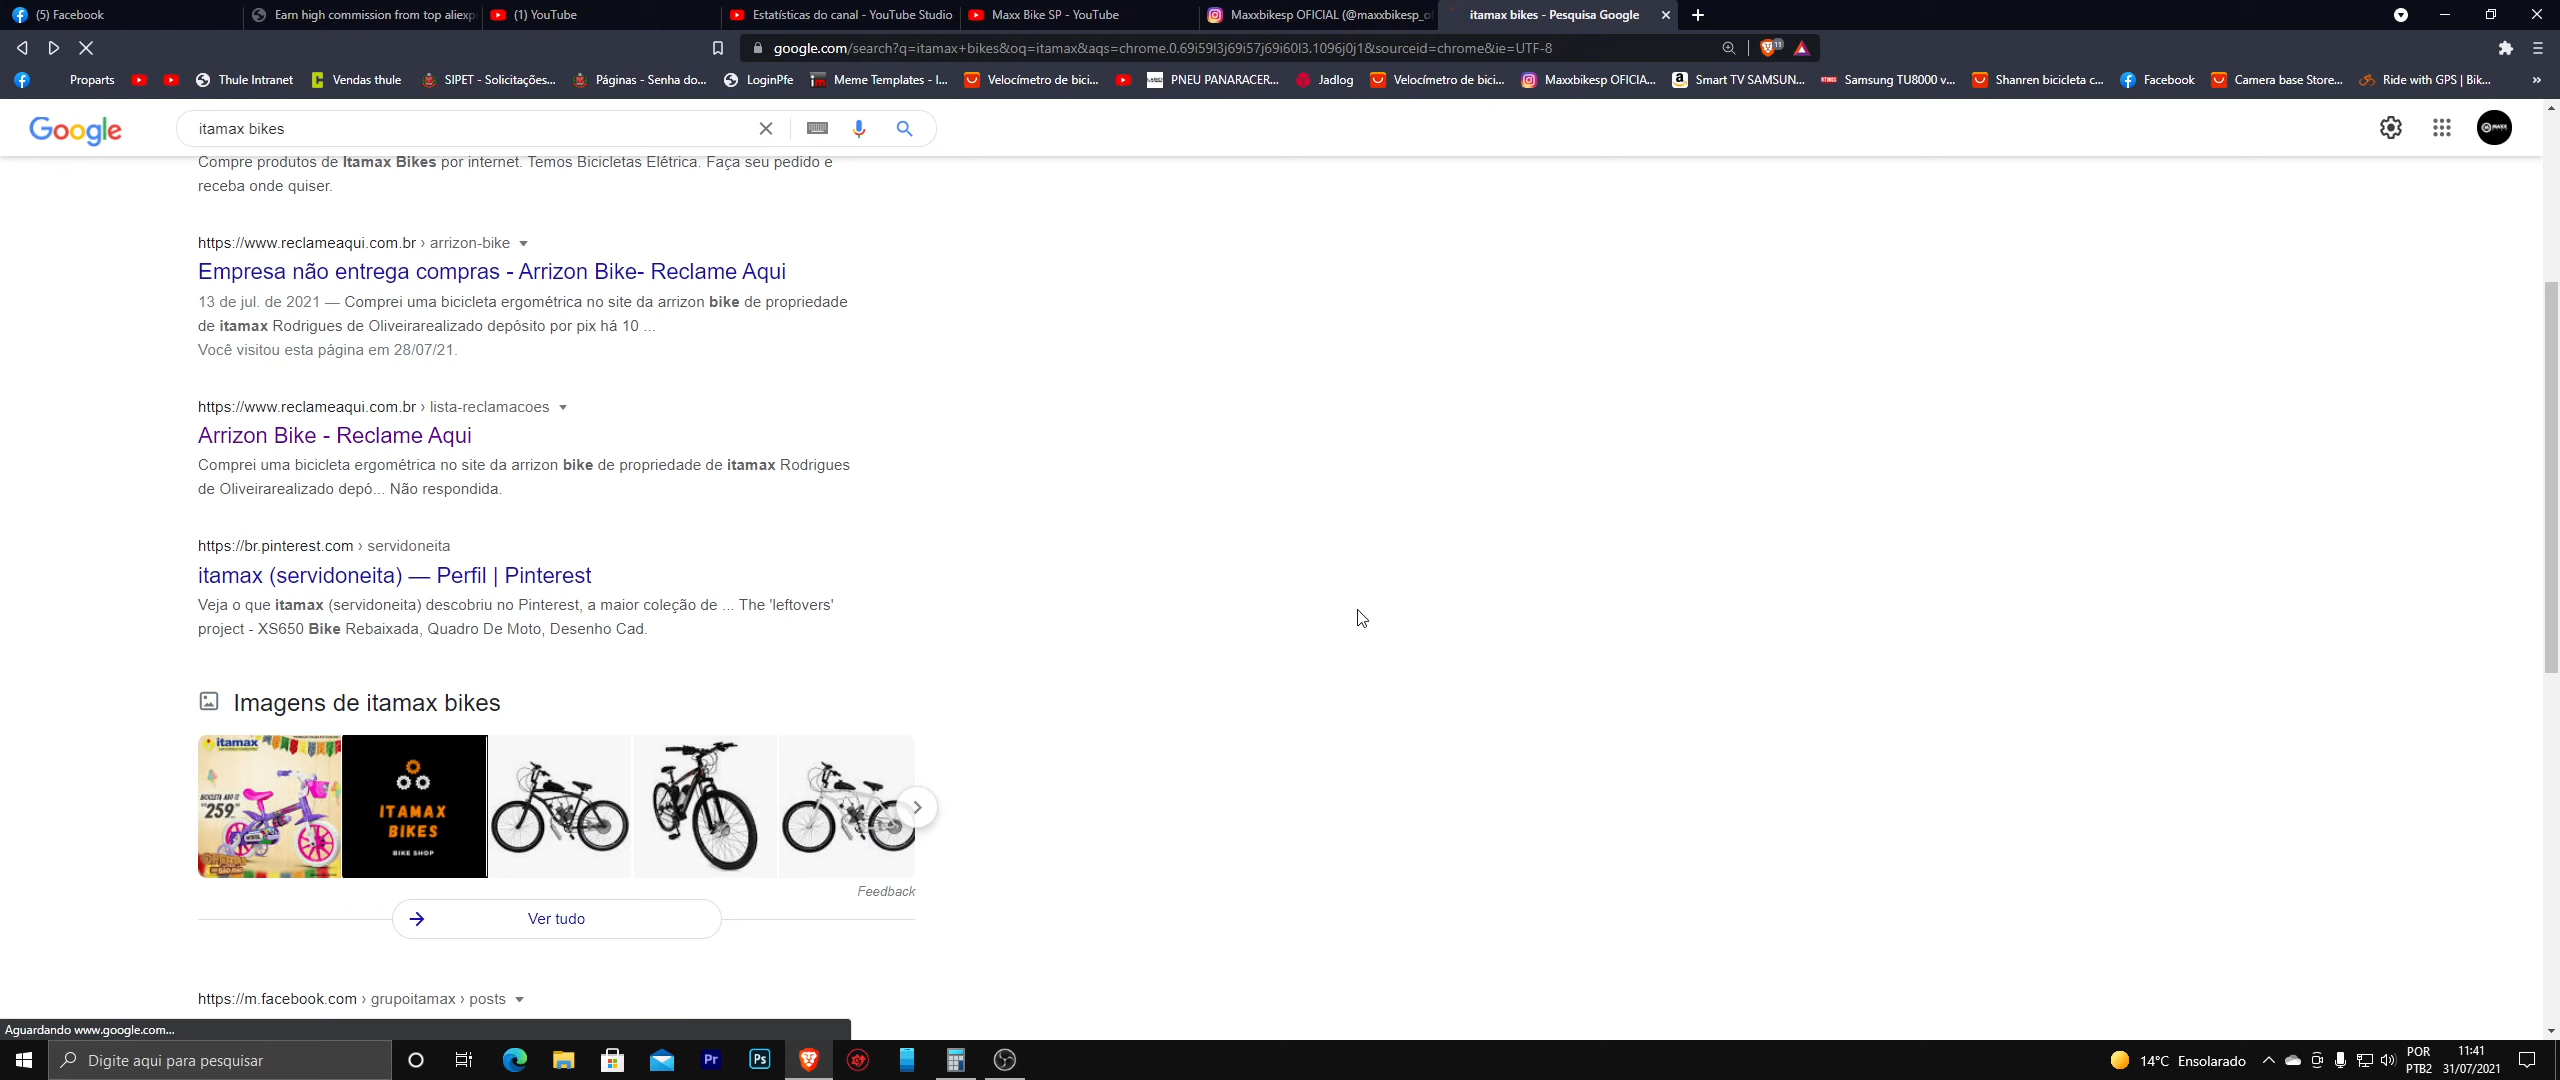 (5) Facebook
Earn high commission from top aliexp
(1) YouTube
Estatísticas do canal - YouTube Studio
Maxx Bike SP - YouTube
Maxxbikesp OFICIAL (@maxxbikesp_of
itamax bikes - Pesquisa Google
google.com/search?q=itamax+bikes&oq=itamax&aqs=chrome.0.69i59l3j69i57j69i60l3.1096j0j1&sourceid=chrome&ie=UTF-8
11
Proparts
Thule Intranet
Vendas thule
SIPET - Solicitações...
Páginas - Senha do...
LoginPfe
Meme Templates - I...
Velocímetro de bici...
PNEU PANARACER...
Jadlog
Velocímetro de bici...
Maxxbikesp OFICIA...
Smart TV SAMSUN...
Samsung TU8000 v...
Shanren bicicleta c...
Facebook
Camera base Store...
Ride with GPS | Bik...
Google
itamax bikes
Compre produtos de Itamax Bikes por internet. Temos Bicicletas Elétrica. Faça seu pedido e
receba onde quiser.
https://www.reclameaqui.com.br › arrizon-bike
Empresa não entrega compras - Arrizon Bike- Reclame Aqui
13 de jul. de 2021 — Comprei uma bicicleta ergométrica no site da arrizon bike de propriedade
de itamax Rodrigues de Oliveirarealizado depósito por pix há 10 ...
Você visitou esta página em 28/07/21.
https://www.reclameaqui.com.br › lista-reclamacoes
Arrizon Bike - Reclame Aqui
Comprei uma bicicleta ergométrica no site da arrizon bike de propriedade de itamax Rodrigues
de Oliveirarealizado depó... Não respondida.
https://br.pinterest.com › servidoneita
itamax (servidoneita) — Perfil | Pinterest
Veja o que itamax (servidoneita) descobriu no Pinterest, a maior coleção de ... The 'leftovers'
project - XS650 Bike Rebaixada, Quadro De Moto, Desenho Cad.
Imagens de itamax bikes
itamax
BICICLETA ARO 12
259
ITAMAX
BIKES
BIKE SHOP
Feedback
Ver tudo
https://m.facebook.com › grupoitamax › posts
Aguardando www.google.com...
Digite aqui para pesquisar
Pr
Ps
14°C Ensolarado
POR
PTB2
11:41
31/07/2021